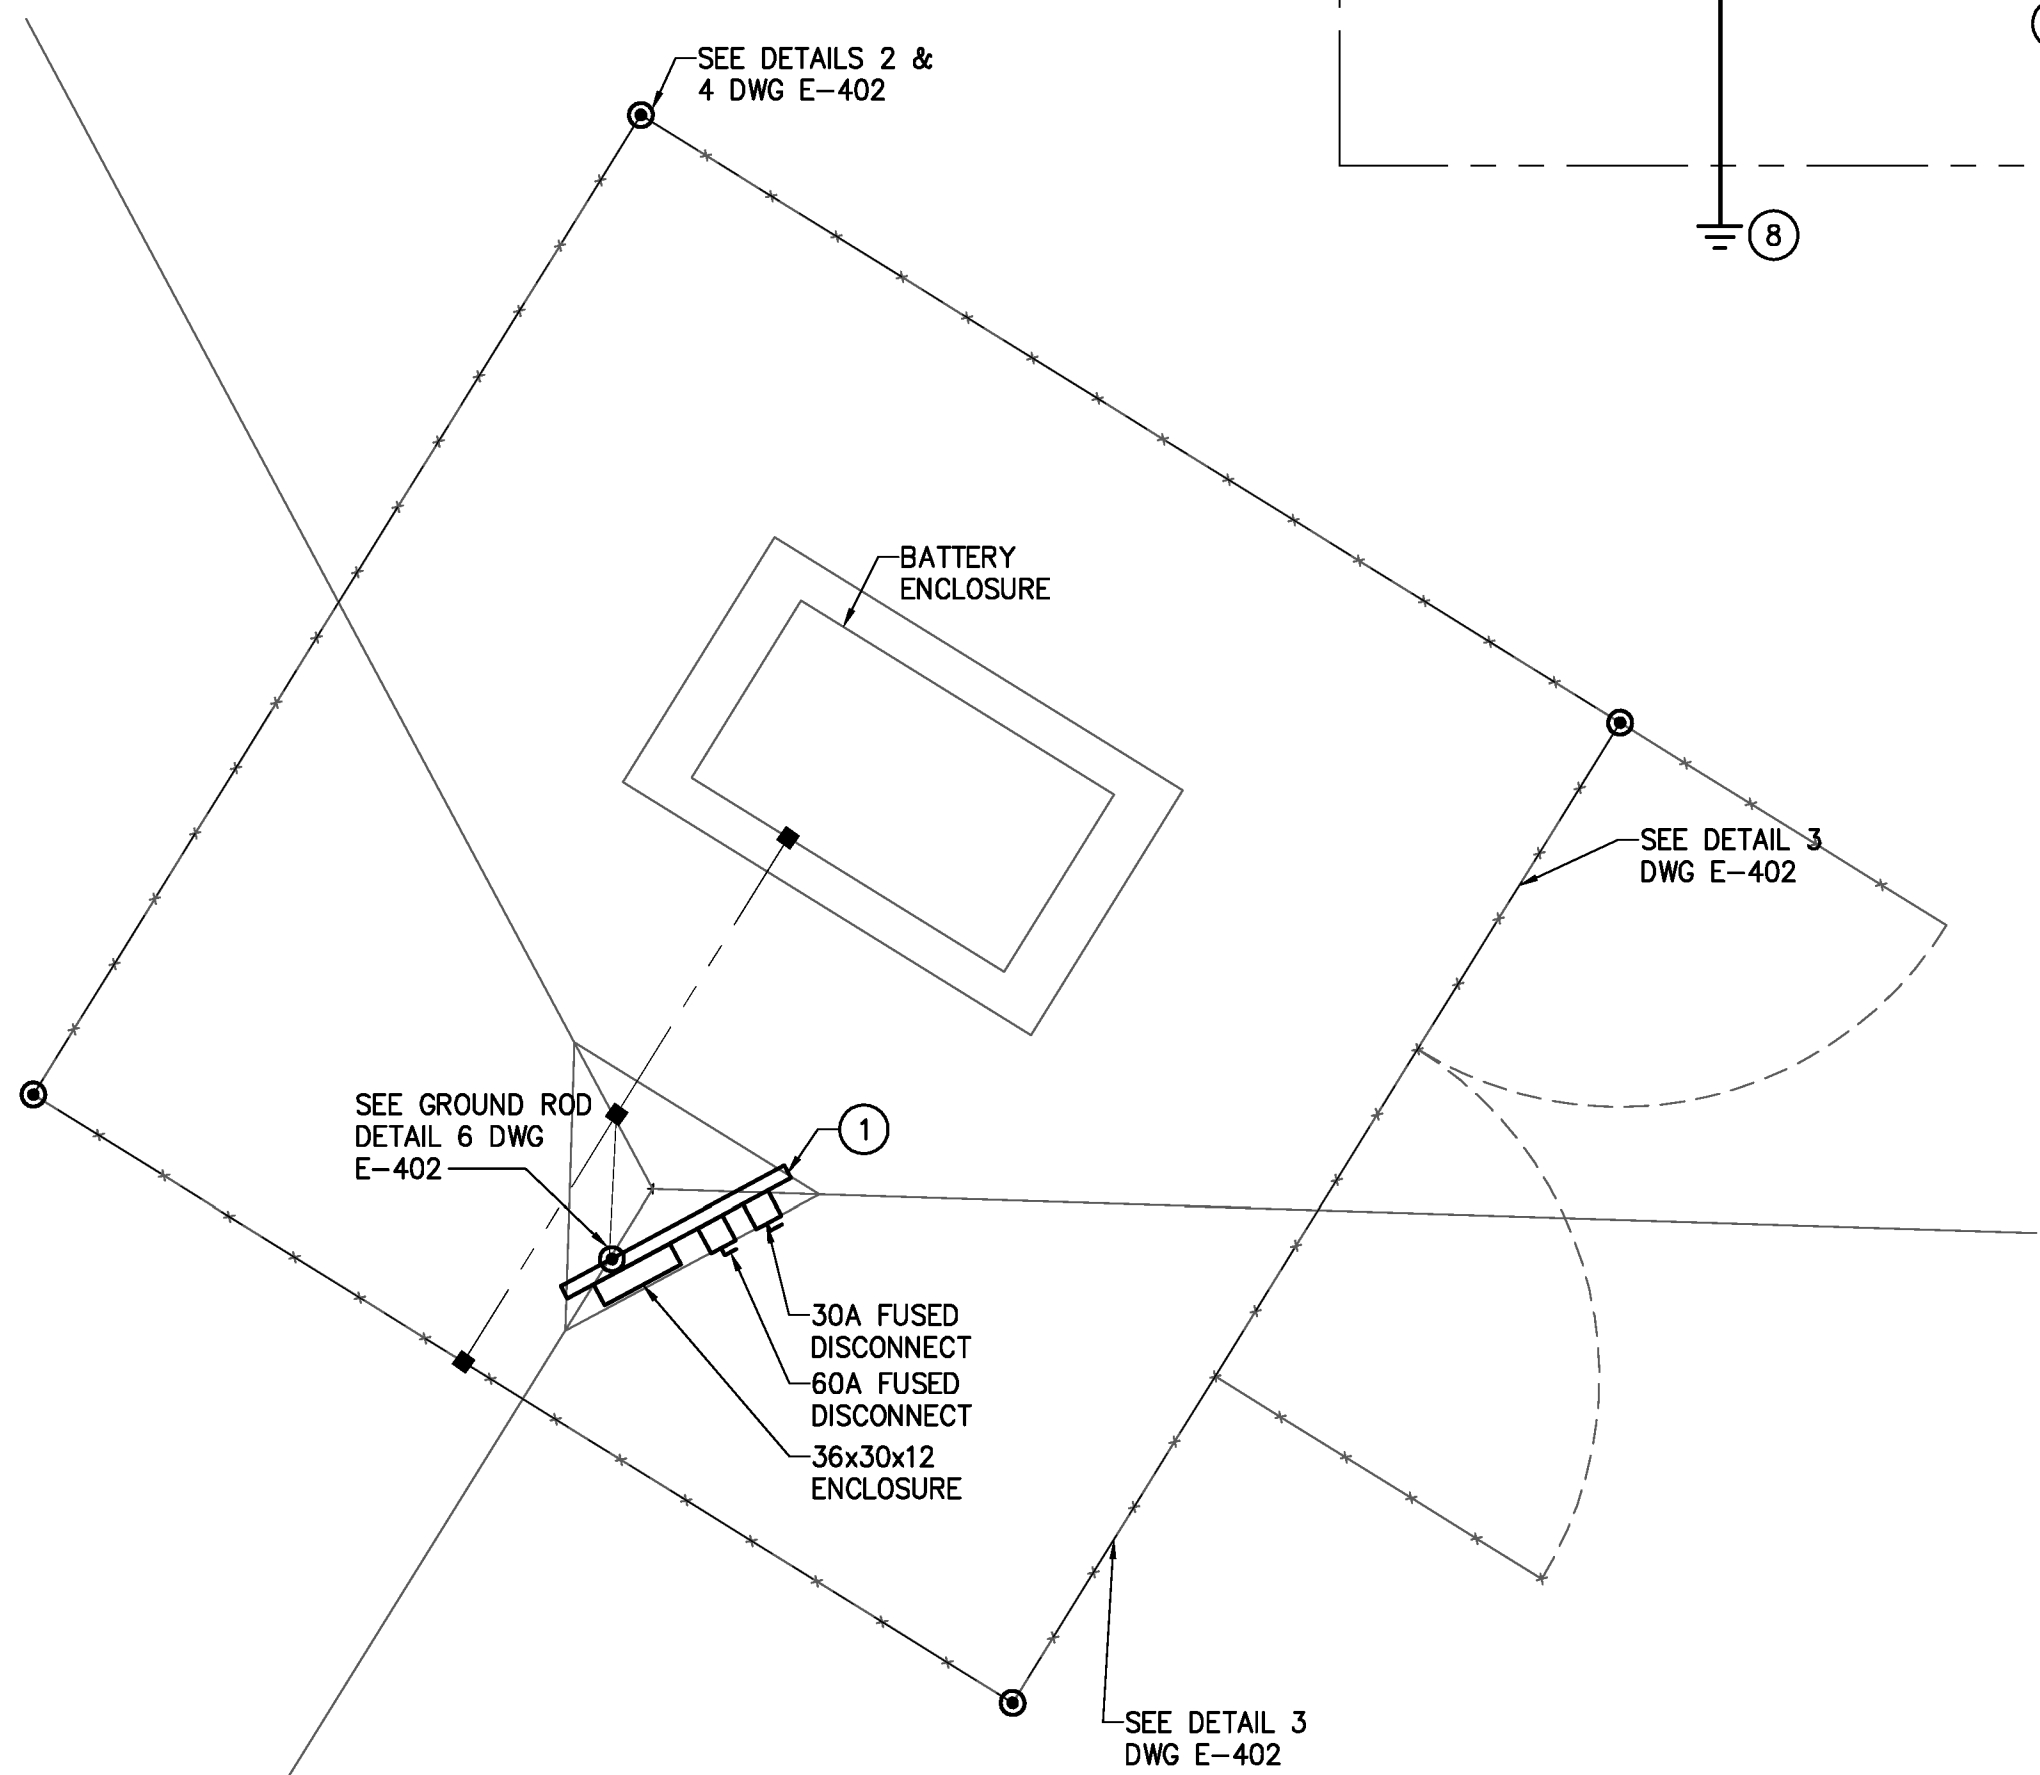 SEE DETAILS 2 &
4 DWG E-402
8
BATTERY
ENCLOSURE
SEE DETAIL 3
DWG E-402
SEE GROUND ROD
DETAIL 6 DWG
E-402
1
30A FUSED
DISCONNECT
60A FUSED
DISCONNECT
36x30x12
ENCLOSURE
SEE DETAIL 3
DWG E-402